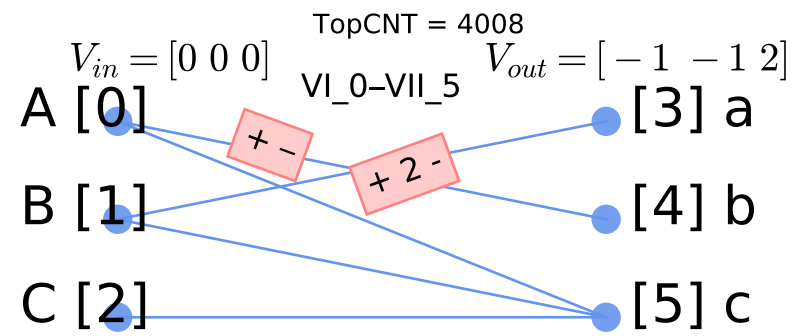 TopCNT = 4008
V_in = [0 0 0]
V_out = [ − 1 − 1 2]
VI_0–VII_5
A [0]
[3] a
+ −
+ 2 -
B [1]
[4] b
C [2]
[5] c